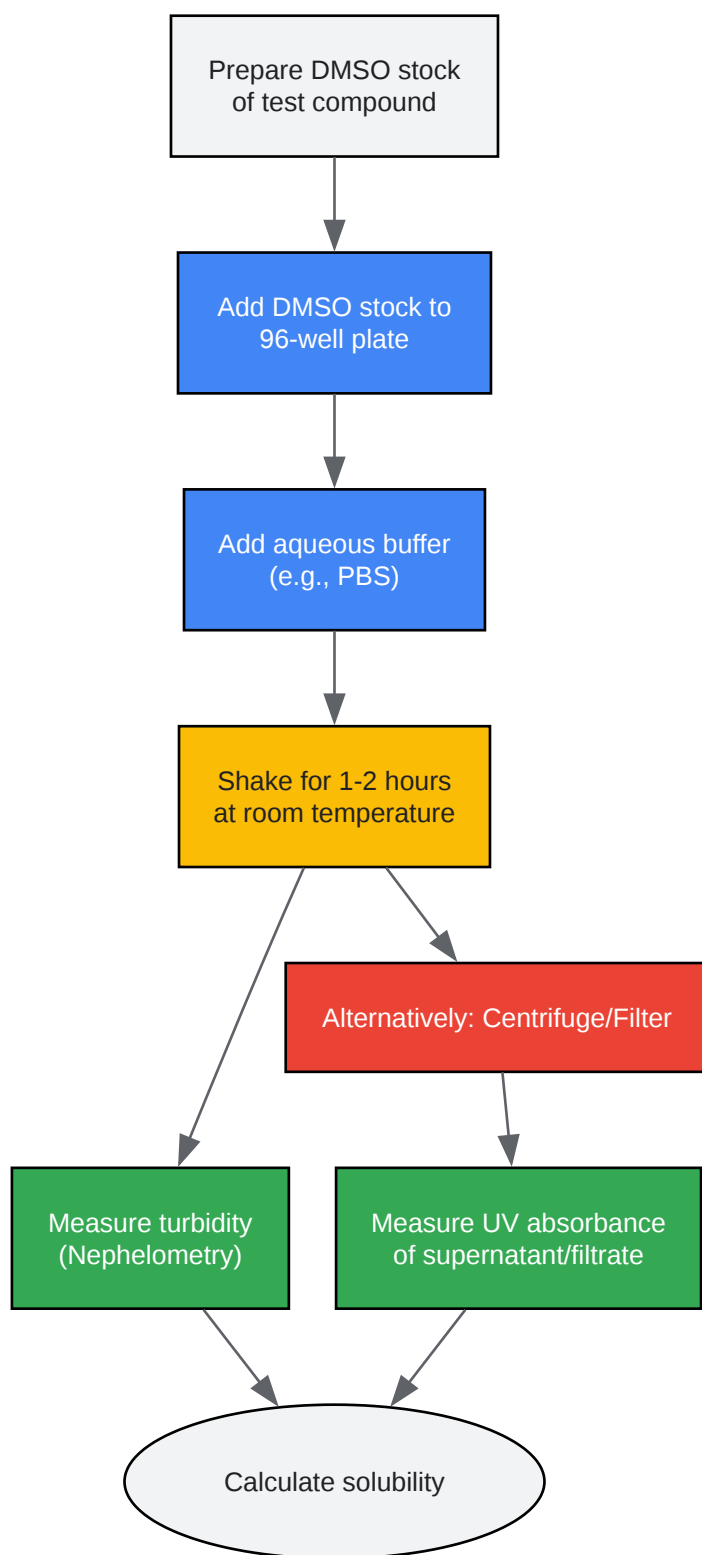 Prepare DMSO stock
of test compound
Add DMSO stock to
96-well plate
Add aqueous buffer
(e.g., PBS)
Shake for 1-2 hours
at room temperature
Alternatively: Centrifuge/Filter
Measure turbidity
(Nephelometry)
Measure UV absorbance
of supernatant/filtrate
Calculate solubility